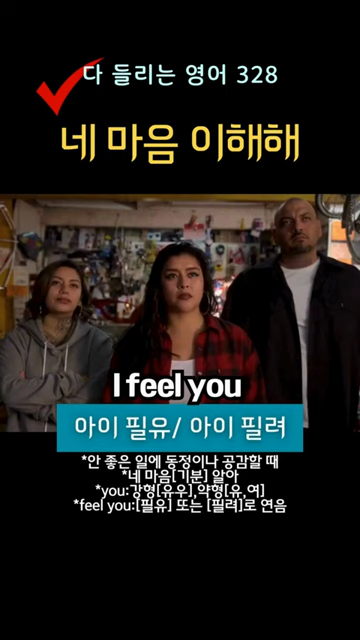 다 들리는 영어 328
네 마음 이해해
I feel you
아이 필유/ 아이 필려
*안 좋은 일에 동정이나 공감할 때
*네 마음[기분] 알아
*you:강형[유우],약형[유,여]
*feel you:[필유] 또는 [필려]로 연음